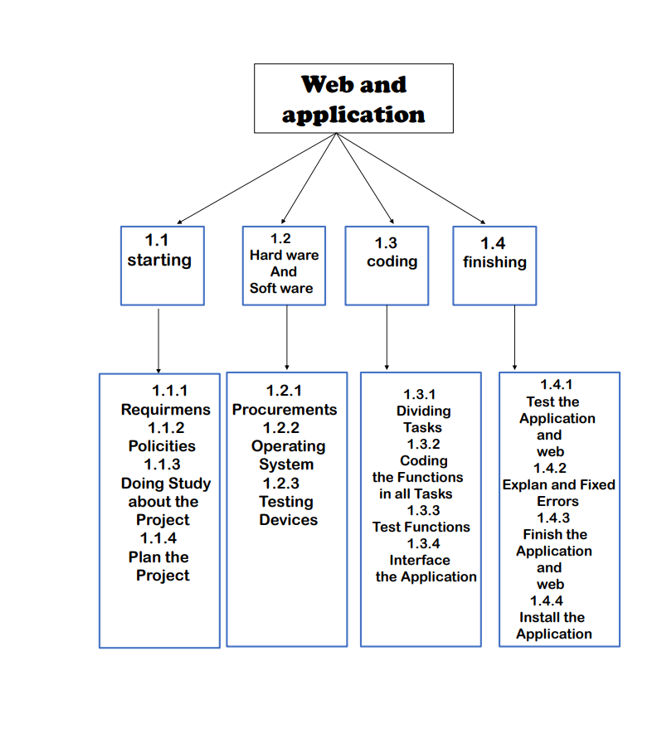 Web and
application
1.1
starting
1.2
Hard ware
And
Soft ware
1.3
coding
1.4
finishing
1.1.1
Requirmens
1.1.2
Policities
1.1.3
Doing Study
about the
Project
1.1.4
Plan the
Project
1.2.1
Procurements
1.2.2
Operating
System
1.2.3
Testing
Devices
1.3.1
Dividing
Tasks
1.3.2
Coding
the Functions
in all Tasks
1.3.3
Test Functions
1.3.4
Interface
the Application
1.4.1
Test the
Application
and
web
1.4.2
Explan and Fixed
Errors
1.4.3
Finish the
Application
and
web
1.4.4
Install the
Application